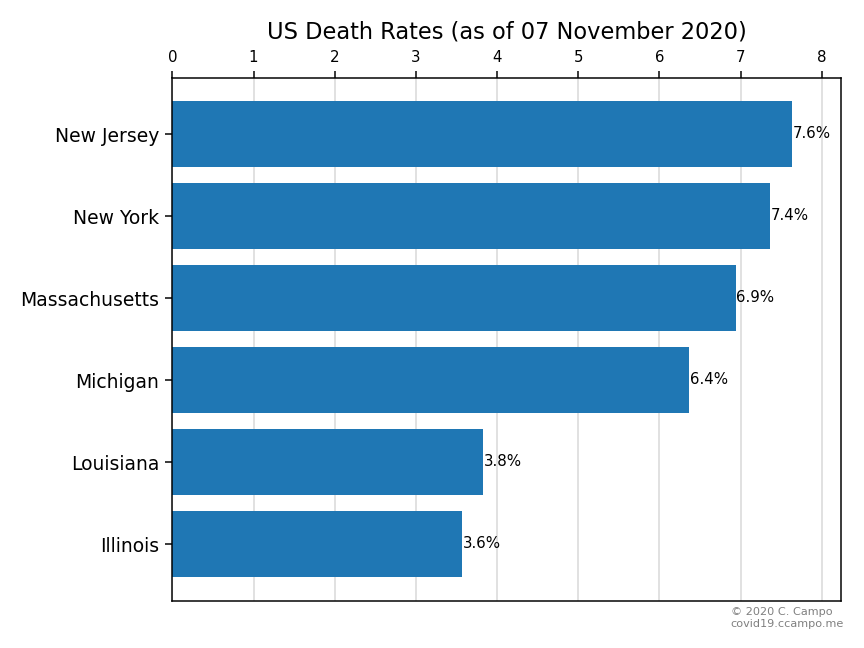 US Death Rates (as of 07 November 2020)
0 1 2 3 4 5 6 7 8
New Jersey 7.6%
New York 7.4%
Massachusetts 6.9%
Michigan 6.4%
Louisiana 3.8%
Illinois 3.6%
© 2020 C. Campo
covid19.ccampo.me